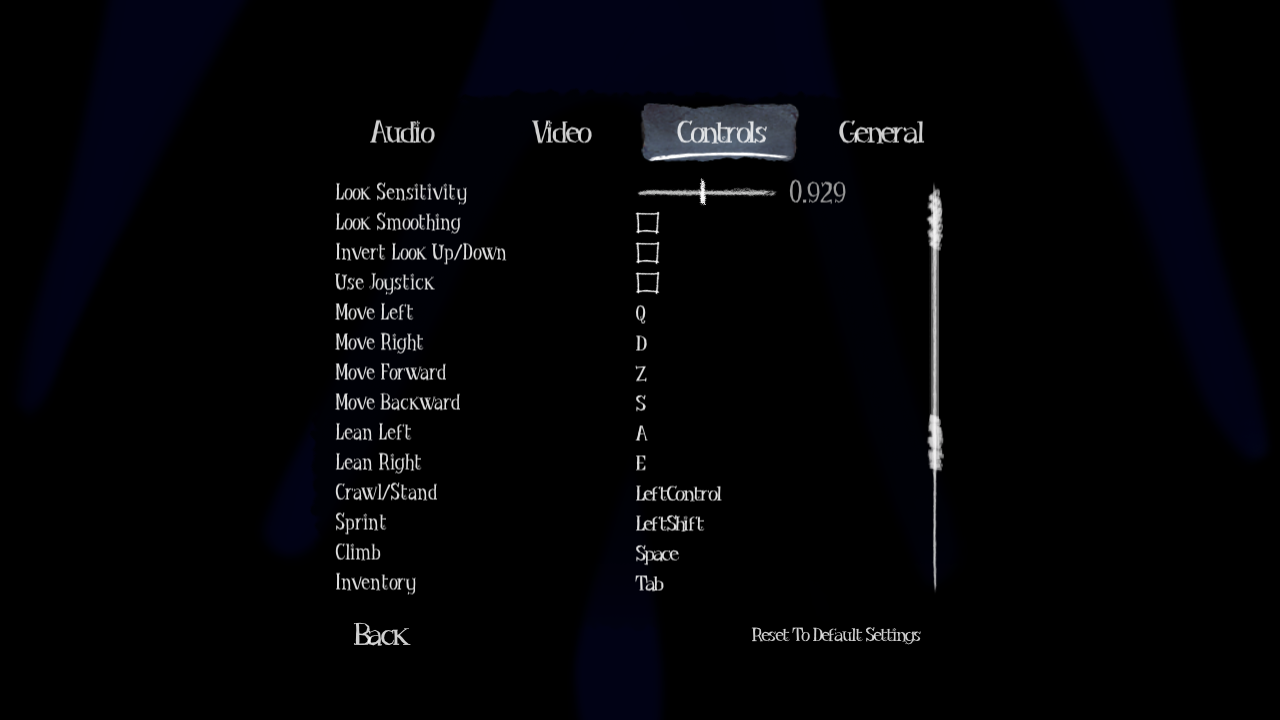 Audio Video Controls General
Look Sensitivity 0.929
Look Smoothing
Invert Look Up/Down
Use Joystick
Move Left Q
Move Right D
Move Forward Z
Move Backward S
Lean Left A
Lean Right E
Crawl/Stand LeftControl
Sprint LeftShift
Climb Space
Inventory Tab
Back Reset To Default Settings